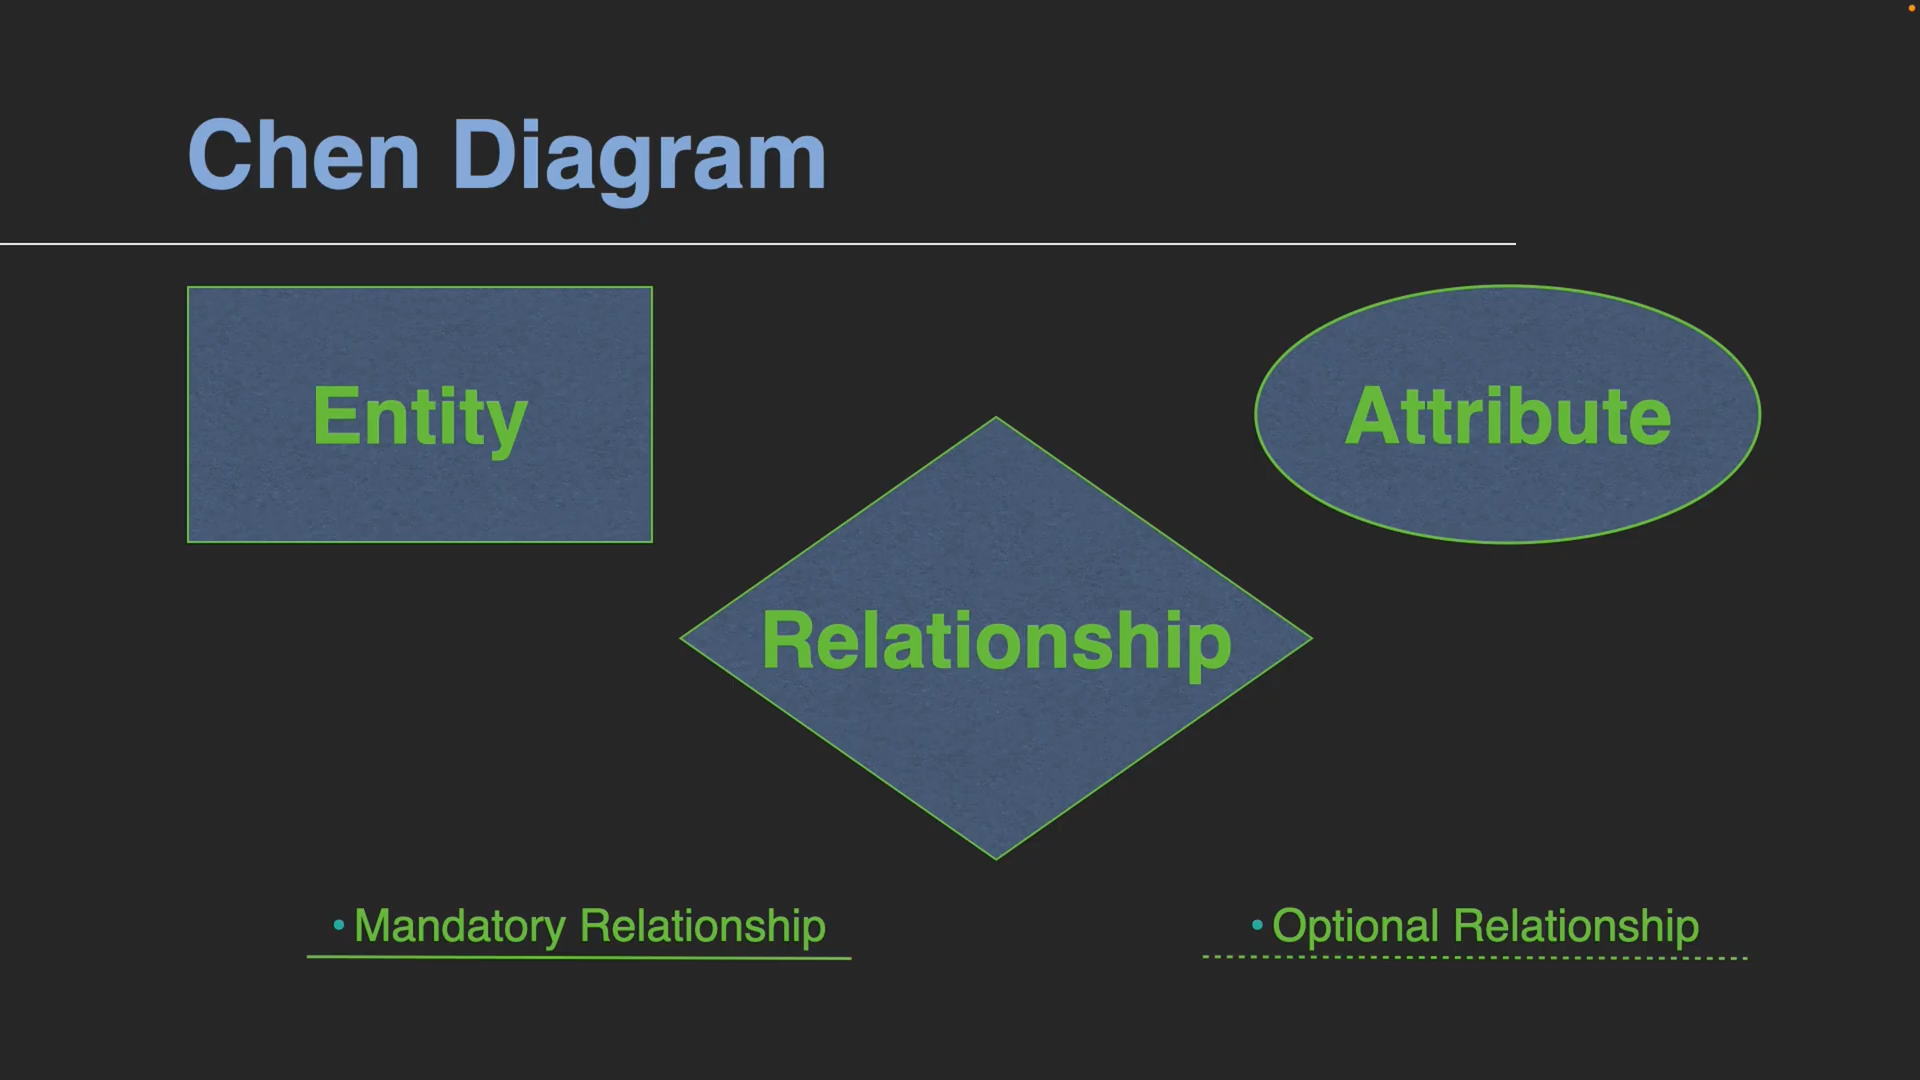 Chen Diagram
Entity
Attribute
Relationship
• Mandatory Relationship
• Optional Relationship